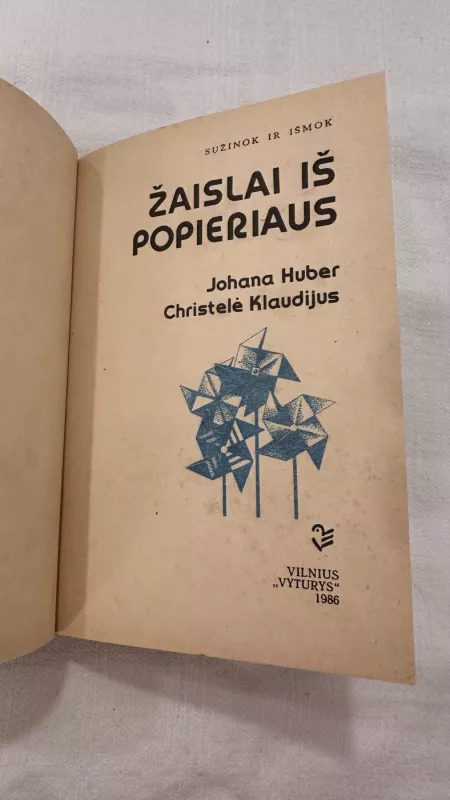 SUŽINOK IR IŠMOK
ŽAISLAI IŠ
POPIERIAUS
Johana Huber
Christelė Klaudijus
VILNIUS
„VYTURYS“
1986